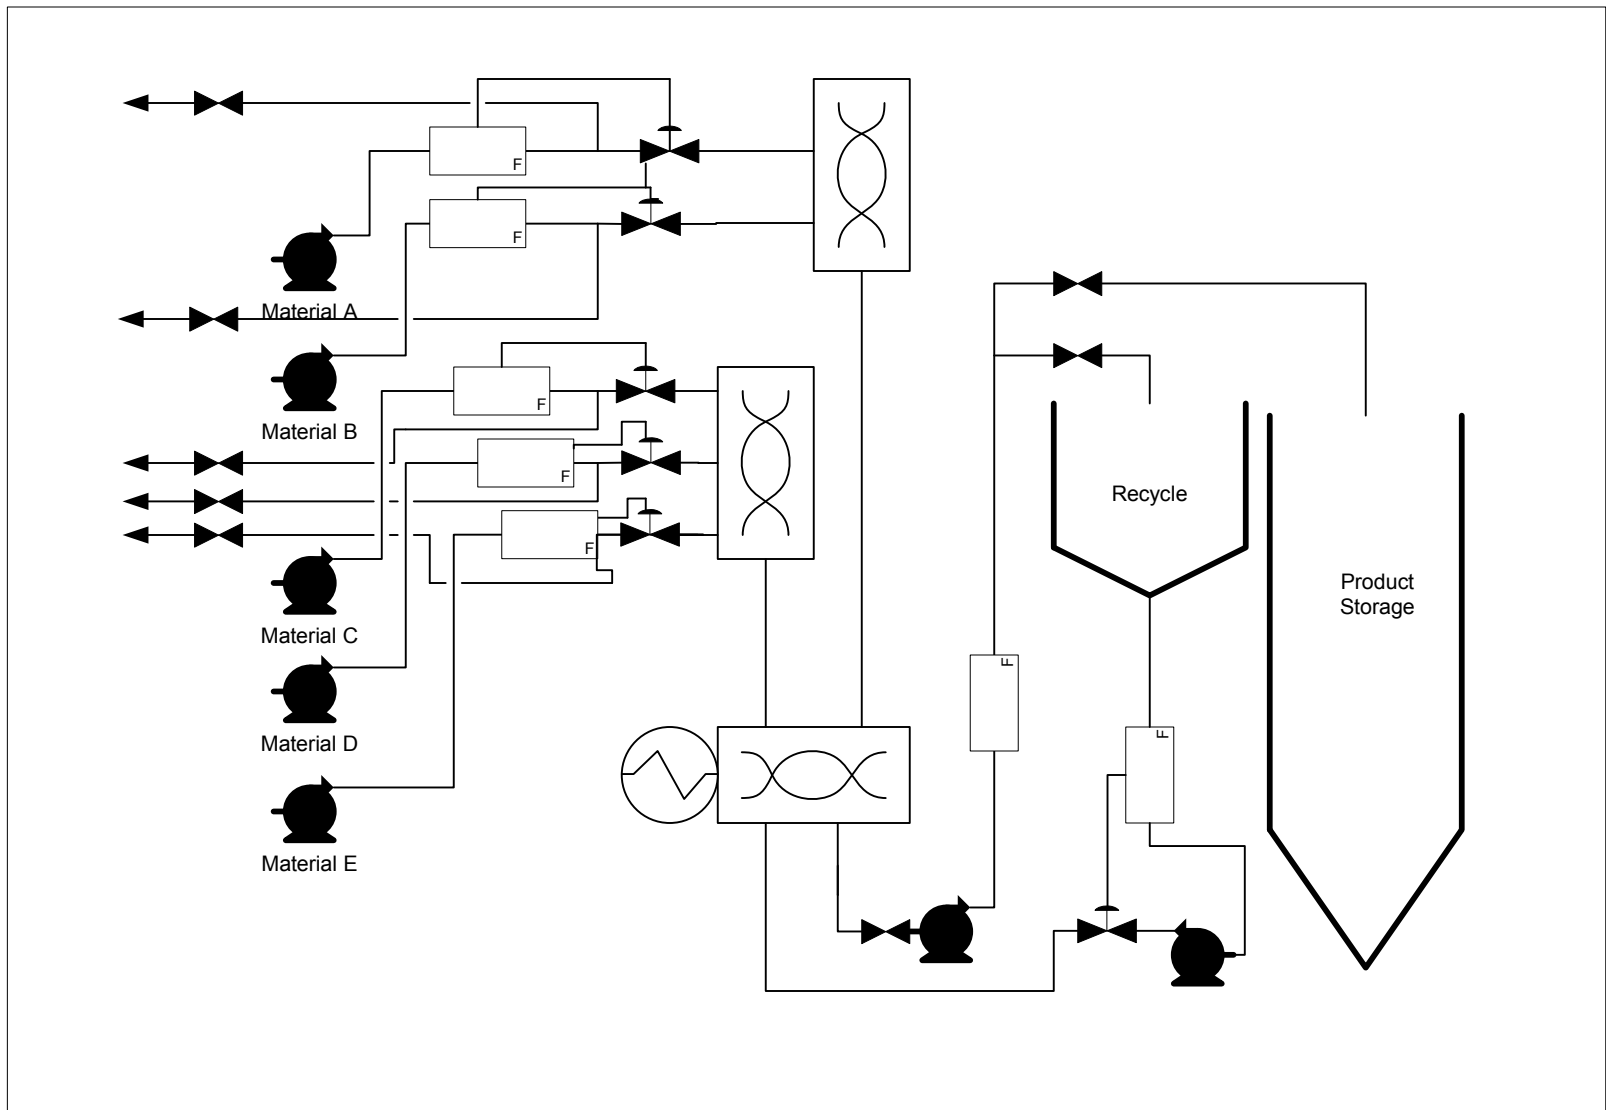 F
F
Material A
Material B
F
F
F
Material C
Material D
Material E
Recycle
Product
Storage
F
F